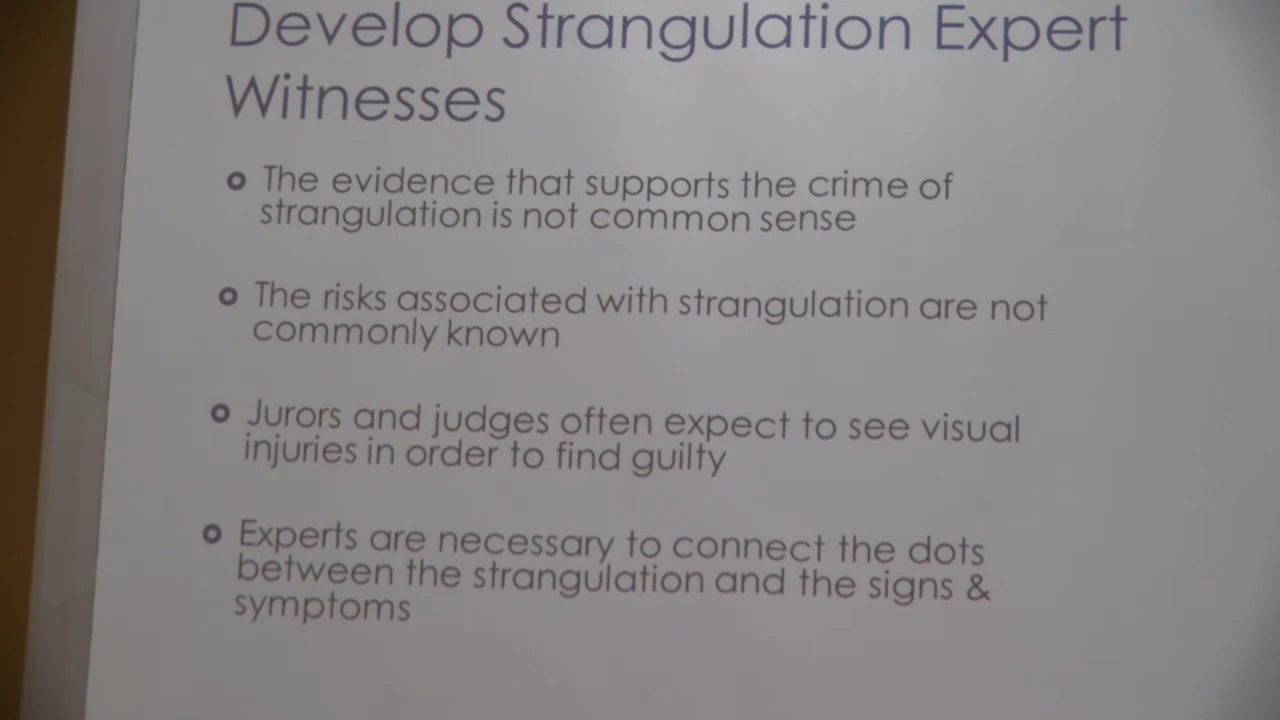 Develop Strangulation Expert
Witnesses
The evidence that supports the crime of
strangulation is not common sense
The risks associated with strangulation are not
commonly known
Jurors and judges often expect to see visual
injuries in order to find guilty
Experts are necessary to connect the dots
between the strangulation and the signs &
symptoms